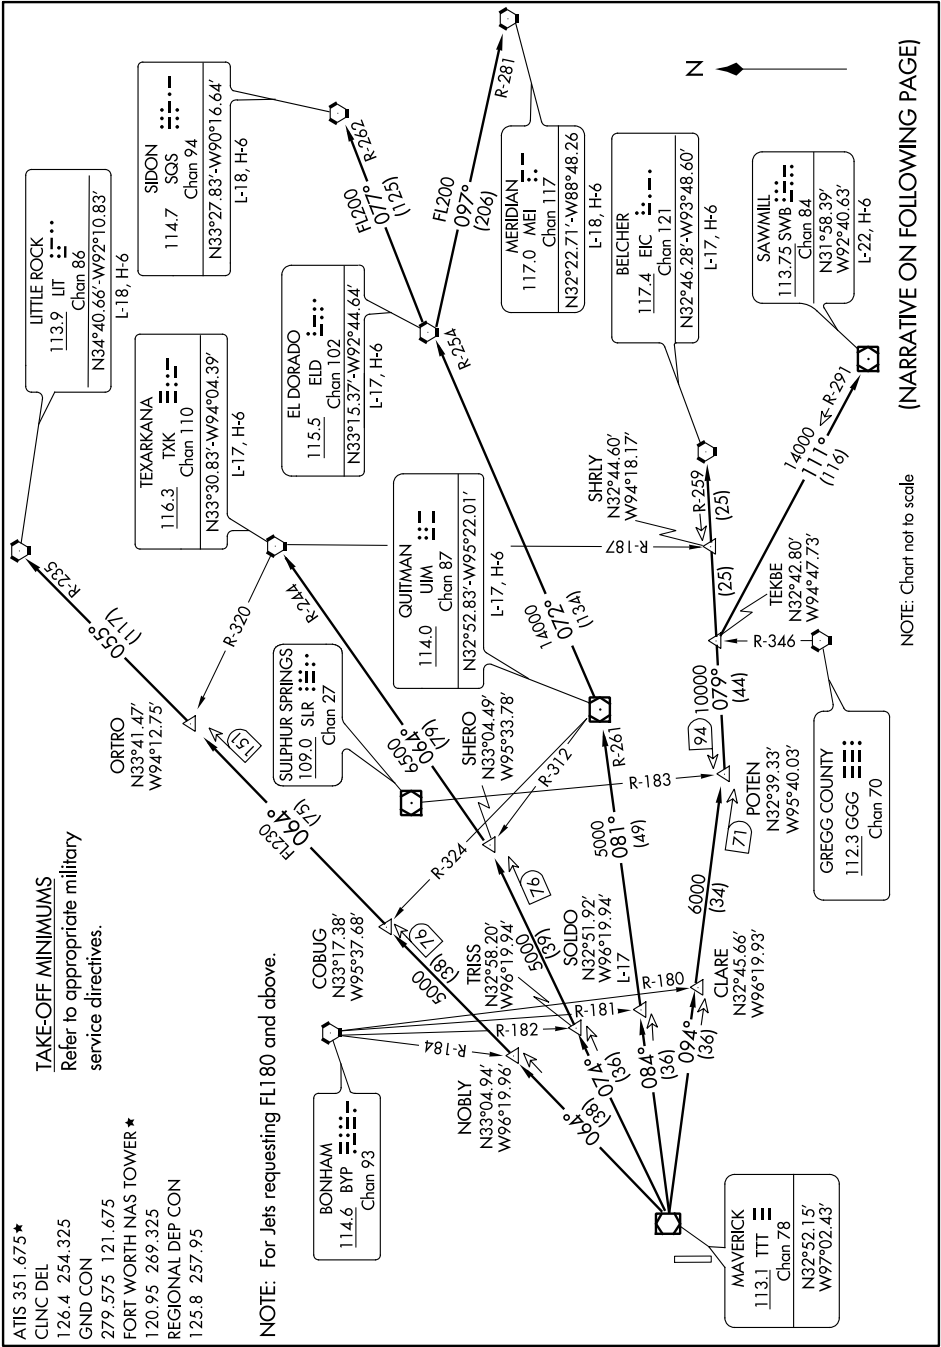 ATIS 351.675★
CLNC DEL
126.4 254.325
GND CON
279.575 121.675
FORT WORTH NAS TOWER★
120.95 269.325
REGIONAL DEP CON
125.8 257.95
NOTE: For Jets requesting FL180 and above.
TAKE-OFF MINIMUMS
Refer to appropriate military
service directives.
LITTLE ROCK
113.9 LIT
Chan 86
N34°40.66'-W92°10.83'
L-18, H-6
SIDON
114.7 SQS
Chan 94
N33°27.83'-W90°16.64'
L-18, H-6
TEXARKANA
116.3 TXK
Chan 110
N33°30.83'-W94°04.39'
L-17, H-6
EL DORADO
115.5 ELD
Chan 102
N33°15.37'-W92°44.64'
L-17, H-6
MERIDIAN
117.0 MEI
Chan 117
N32°22.71'-W88°48.26
L-18, H-6
BELCHER
117.4 EIC
Chan 121
N32°46.28'-W93°48.60'
L-17, H-6
SAWMILL
113.75 SWB
Chan 84
N31°58.39'
W92°40.63'
L-22, H-6
QUITMAN
114.0 UIM
Chan 87
N32°52.83'-W95°22.01'
L-17, H-6
SULPHUR SPRINGS
109.0 SLR
Chan 27
GREGG COUNTY
112.3 GGG
Chan 70
BONHAM
114.6 BYP
Chan 93
MAVERICK
113.1 TTT
Chan 78
N32°52.15'
W97°02.43'
ORTRO
N33°41.47'
W94°12.75'
COBUG
N33°17.38'
W95°37.68'
NOBLY
N33°04.94'
W96°19.96'
TRISS
N32°58.20'
W96°19.94'
SHERO
N33°04.49'
W95°33.78'
SOLDO
N32°51.92'
W96°19.94'
L-17
CLARE
N32°45.66'
W96°19.93'
POTEN
N32°39.33'
W95°40.03'
TEKBE
N32°42.80'
W94°47.73'
SHRLY
N32°44.60'
W94°18.17'
064°
(38)
5000
(38)
76
FL230
064°
(75)
151
055°
(117)
R-235
R-320
074°
(36)
5000
(39)
76
6500
064°
(79)
R-244
084°
(36)
5000
081°
(49)
R-261
14000
072°
(134)
R-254
FL200
077°
(125)
R-262
FL200
097°
(206)
R-281
094°
(36)
6000
(34)
71
94
10000
079°
(44)
(25)
R-259
(25)
14000
111°
(116)
R-291
R-184
R-182
R-181
R-180
R-324
R-312
R-183
R-187
R-346
N
NOTE: Chart not to scale
(NARRATIVE ON FOLLOWING PAGE)